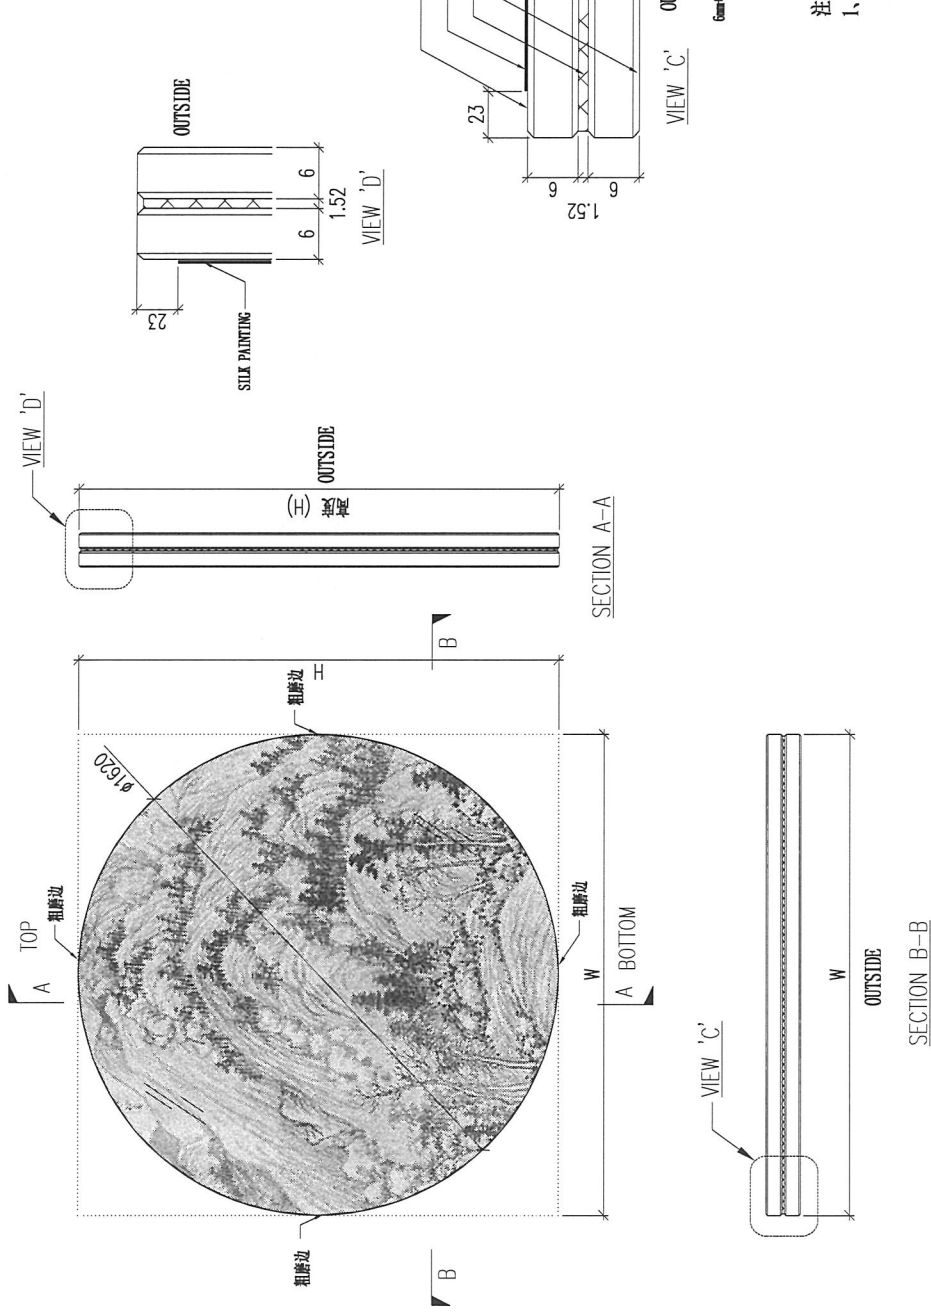 TOP
A
粗磨边
粗磨边
粗磨边
粗磨边
ø1620
H
B
B
W
A
BOTTOM
VIEW 'D'
高度 (H)
OUTSIDE
SECTION A-A
VIEW 'C'
W
OUTSIDE
SECTION B-B
OUTSIDE
23
6
1.52
6
SILK PAINTING
VIEW 'D'
23
6
1.52
6
VIEW 'C'
注
1、